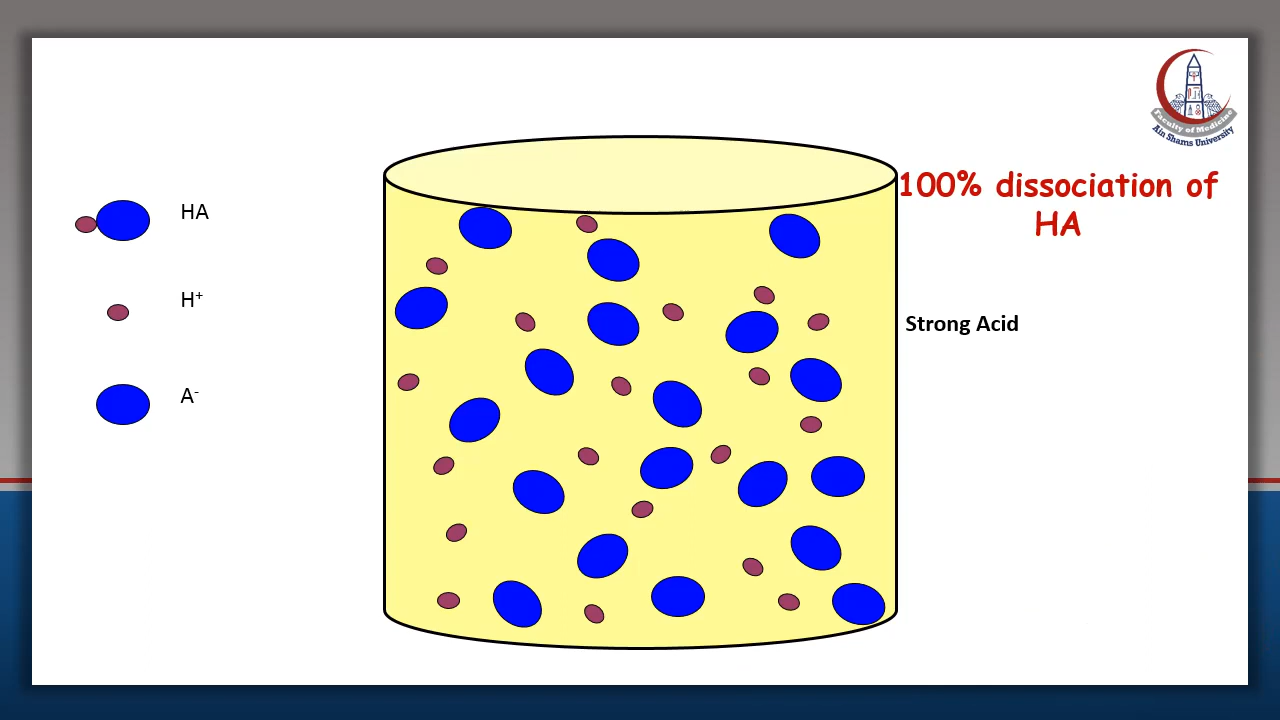 Faculty of Medicine
Ain Shams University
100% dissociation of
HA
HA
H⁺
Strong Acid
A⁻